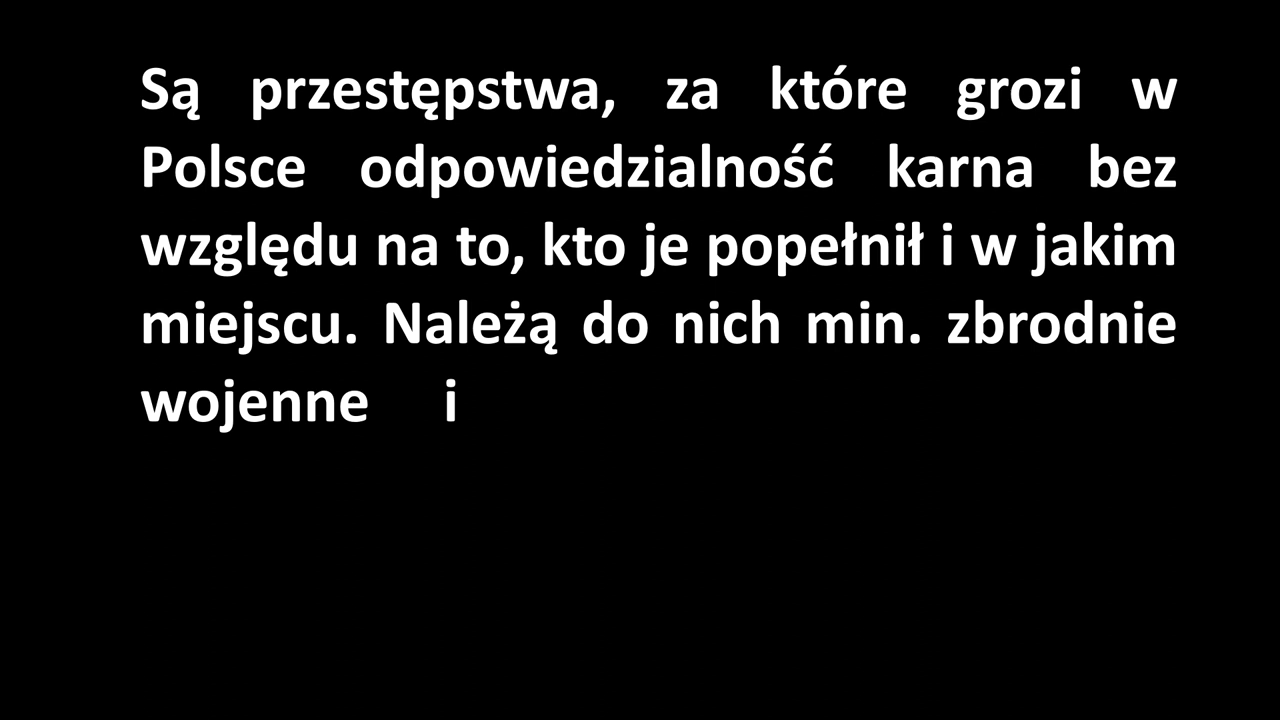 Są przestępstwa, za które grozi w
Polsce odpowiedzialność karna bez
względu na to, kto je popełnił i w jakim
miejscu. Należą do nich min. zbrodnie
wojenne i